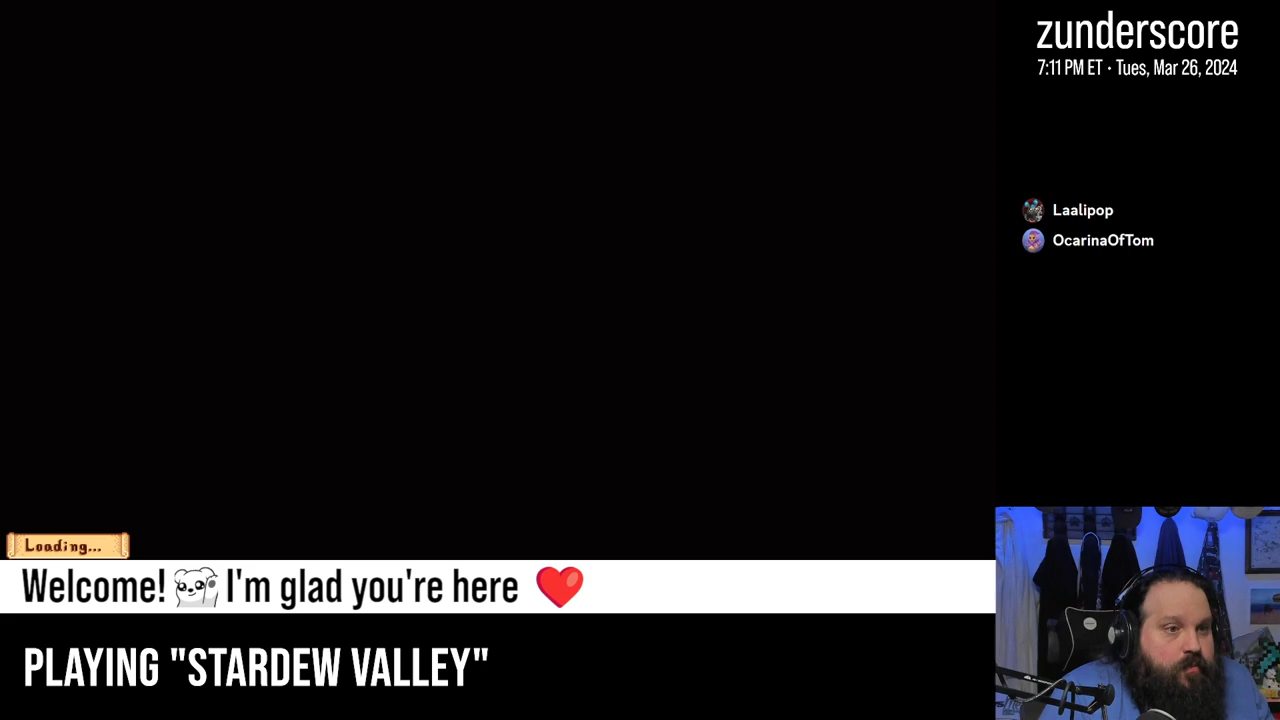 zunderscore
7:11 PM ET • Tues, Mar 26, 2024
Laalipop
OcarinaOfTom
Loading...
Welcome! I'm glad you're here ❤️
PLAYING "STARDEW VALLEY"